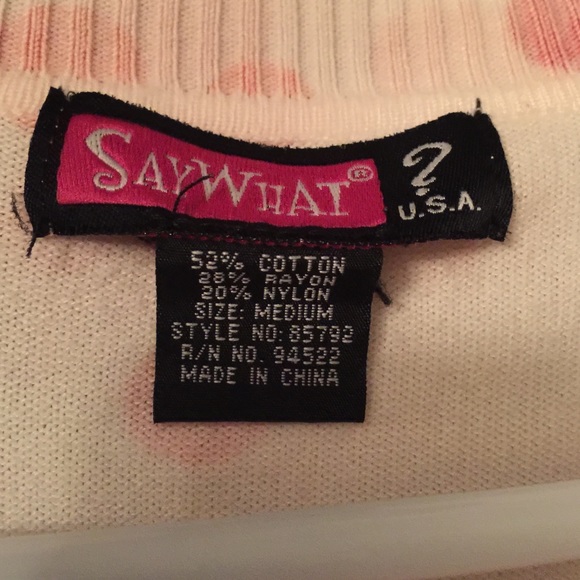 SAYWHAT® ?
U.S.A.
52% COTTON
28% RAYON
20% NYLON
SIZE: MEDIUM
STYLE NO: 85792
R/N NO. 94522
MADE IN CHINA